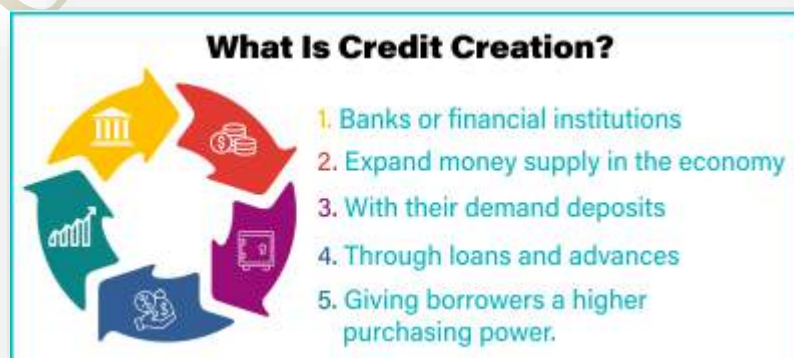 What Is Credit Creation?
1. Banks or financial institutions
2. Expand money supply in the economy
3. With their demand deposits
4. Through loans and advances
5. Giving borrowers a higher
purchasing power.